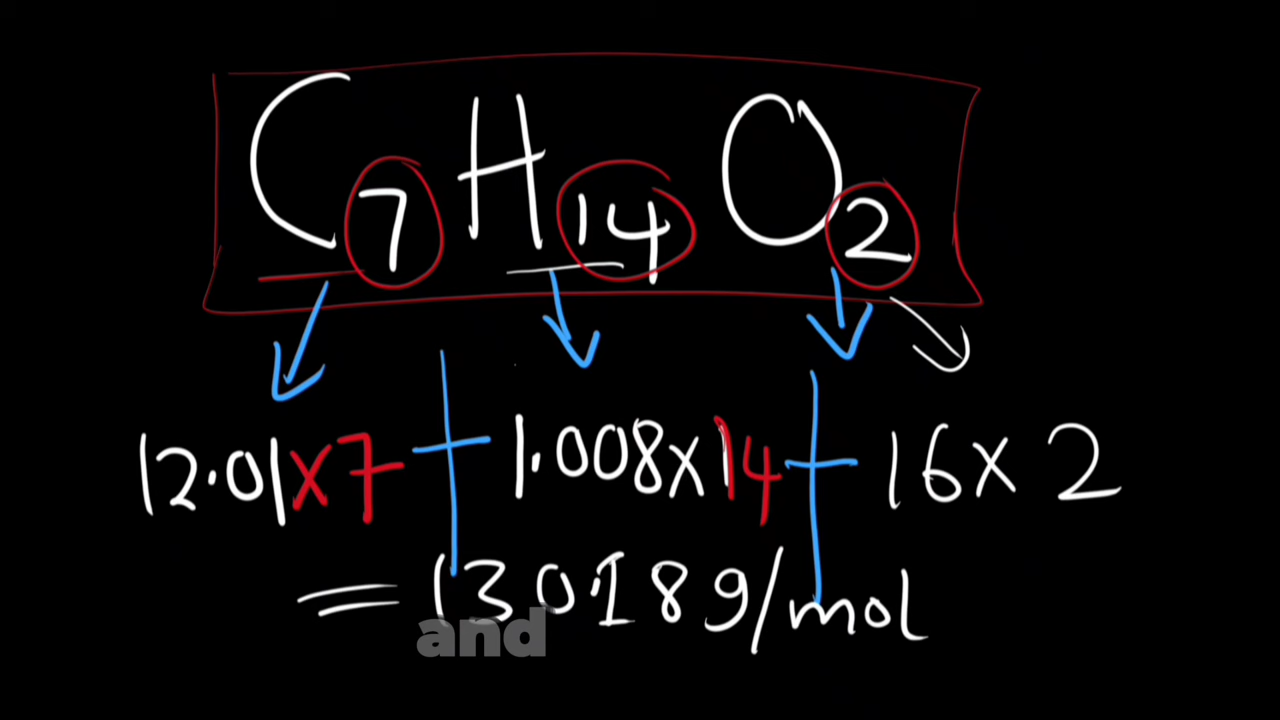 C7H14O2
12.01x7 + 1.008x14 + 16x2
= 130.18g/mol
and